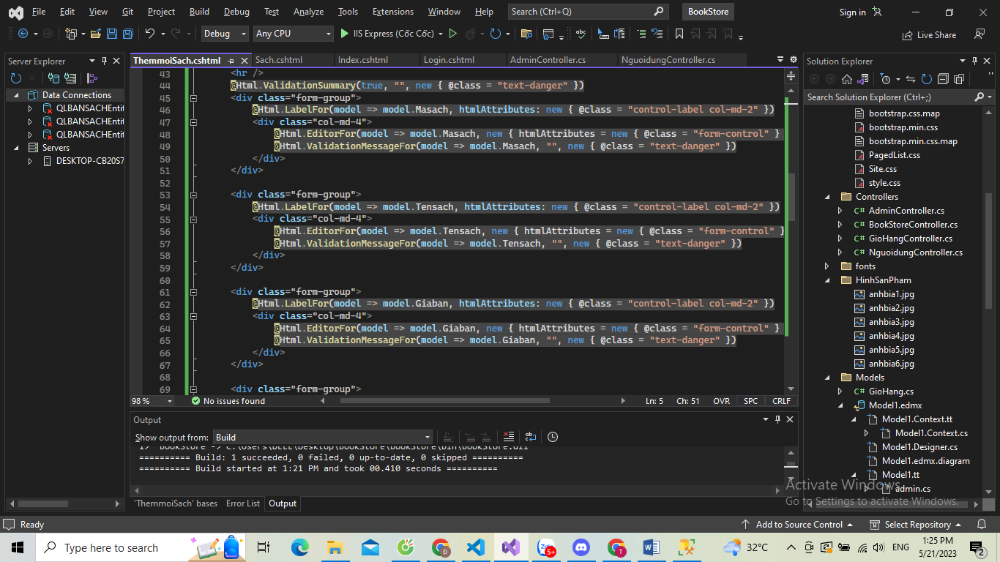 File Edit View Git Project Build Debug Test Analyze Tools Extensions Window Help Search (Ctrl+Q) BookStore Sign in
Debug Any CPU IIS Express (Cốc Cốc) Live Share
Server Explorer
Data Connections
QLBANSACHEntit
QLBANSACHEntit
QLBANSACHEntit
Servers
DESKTOP-CB20S7
ThemmoiSach.cshtml Sach.cshtml Index.cshtml Login.cshtml AdminController.cs NguoidungController.cs
43 <hr />
44 @Html.ValidationSummary(true, "", new { @class = "text-danger" })
45 <div class="form-group">
46 @Html.LabelFor(model => model.Masach, htmlAttributes: new { @class = "control-label col-md-2" })
47 <div class="col-md-4">
48 @Html.EditorFor(model => model.Masach, new { htmlAttributes = new { @class = "form-control" }
49 @Html.ValidationMessageFor(model => model.Masach, "", new { @class = "text-danger" })
50 </div>
51 </div>
52
53 <div class="form-group">
54 @Html.LabelFor(model => model.Tensach, htmlAttributes: new { @class = "control-label col-md-2" })
55 <div class="col-md-4">
56 @Html.EditorFor(model => model.Tensach, new { htmlAttributes = new { @class = "form-control" }
57 @Html.ValidationMessageFor(model => model.Tensach, "", new { @class = "text-danger" })
58 </div>
59 </div>
60
61 <div class="form-group">
62 @Html.LabelFor(model => model.Giaban, htmlAttributes: new { @class = "control-label col-md-2" })
63 <div class="col-md-4">
64 @Html.EditorFor(model => model.Giaban, new { htmlAttributes = new { @class = "form-control" }
65 @Html.ValidationMessageFor(model => model.Giaban, "", new { @class = "text-danger" })
66 </div>
67 </div>
68
69 <div class="form-group">
98 % No issues found Ln: 5 Ch: 51 OVR SPC CRLF
Output
Show output from: Build
1> BookStore -> C:\Users\DELL\Desktop\BookStore\BookStore\bin\BookStore.dll
========== Build: 1 succeeded, 0 failed, 0 up-to-date, 0 skipped ==========
========== Build started at 1:21 PM and took 00.410 seconds ==========
'ThemmoiSach' bases Error List Output
Solution Explorer
Search Solution Explorer (Ctrl+;)
bootstrap.css.map
bootstrap.min.css
bootstrap.min.css.map
PagedList.css
Site.css
style.css
Controllers
C# AdminController.cs
C# BookStoreController.cs
C# GioHangController.cs
C# NguoidungController.cs
fonts
HinhSanPham
anhbia1.jpg
anhbia2.jpg
anhbia3.jpg
anhbia4.jpg
anhbia5.jpg
anhbia6.jpg
Models
C# GioHang.cs
Model1.edmx
Model1.Context.tt
Model1.Context.cs
Model1.Designer.cs
Model1.edmx.diagram
Model1.tt
admin.cs
Activate Windows
Go to Settings to activate Windows.
Ready Add to Source Control Select Repository
Type here to search 5+ 32°C ENG 1:25 PM
5/21/2023 2